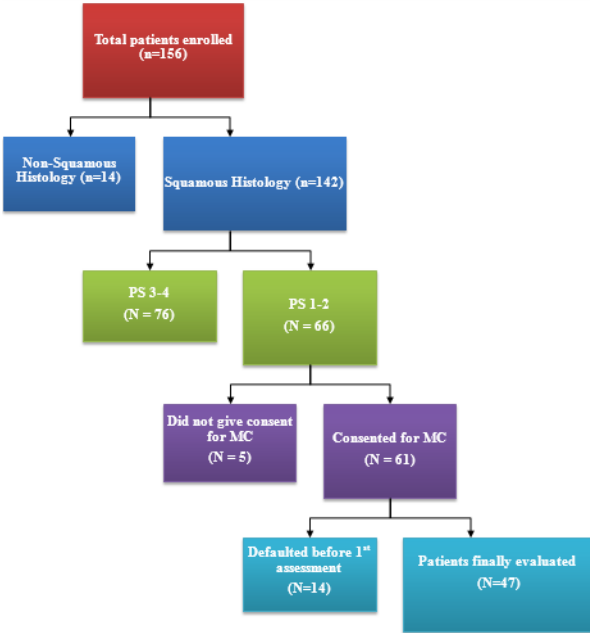 Total patients enrolled
(n=156)
Non-Squamous
Histology (n=14)
Squamous Histology (n=142)
PS 3-4
(N = 76)
PS 1-2
(N = 66)
Did not give consent
for MC
(N = 5)
Consented for MC
(N = 61)
Defaulted before 1st
assessment
(N=14)
Patients finally evaluated
(N=47)